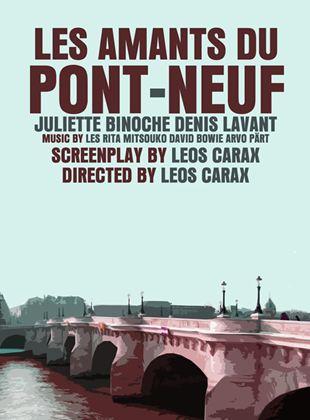 LES AMANTS DU
PONT-NEUF
JULIETTE BINOCHE DENIS LAVANT
MUSIC BY LES RITA MITSOUKO DAVID BOWIE ARVO PÄRT
SCREENPLAY BY LEOS CARAX
DIRECTED BY LEOS CARAX